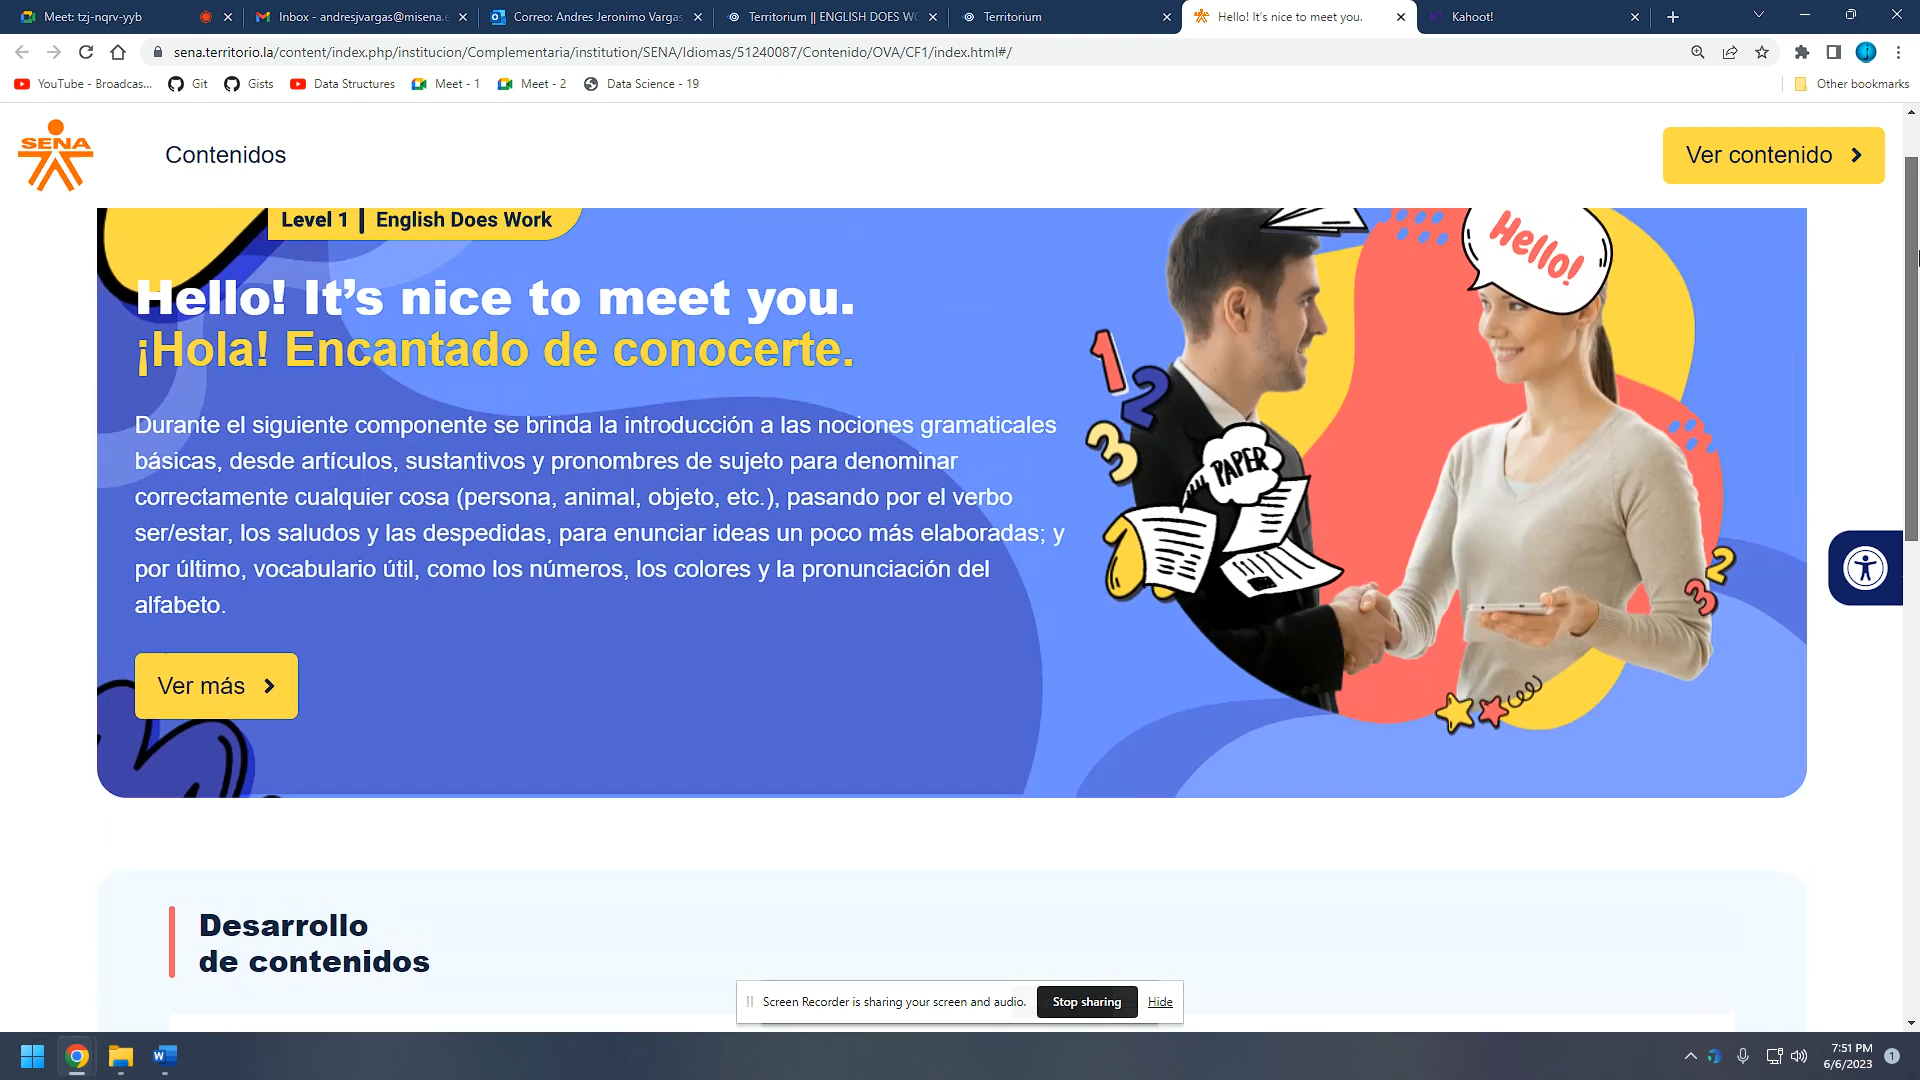 Meet: tzj-nqrv-yyb
Inbox - andresjvargas@misena.e
Correo: Andres Jeronimo Vargas
Territorium || ENGLISH DOES WO
Territorium
Hello! It's nice to meet you.
Kahoot!
sena.territorio.la/content/index.php/institucion/Complementaria/institution/SENA/Idiomas/51240087/Contenido/OVA/CF1/index.html#/
YouTube - Broadcas...
Git
Gists
Data Structures
Meet - 1
Meet - 2
Data Science - 19
Other bookmarks
SENA
Contenidos
Ver contenido
Level 1 | English Does Work
Hello!
Hello! It's nice to meet you.
¡Hola! Encantado de conocerte.
1
2
3
PAPER
Durante el siguiente componente se brinda la introducción a las nociones gramaticales
básicas, desde artículos, sustantivos y pronombres de sujeto para denominar
correctamente cualquier cosa (persona, animal, objeto, etc.), pasando por el verbo
ser/estar, los saludos y las despedidas, para enunciar ideas un poco más elaboradas; y
por último, vocabulario útil, como los números, los colores y la pronunciación del
alfabeto.
2
3
Ver más
Desarrollo
de contenidos
Screen Recorder is sharing your screen and audio.
Stop sharing
Hide
7:51 PM
6/6/2023
1